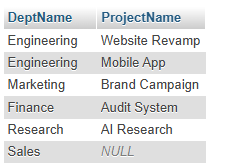 DeptName ProjectName
Engineering Website Revamp
Engineering Mobile App
Marketing Brand Campaign
Finance Audit System
Research AI Research
Sales NULL